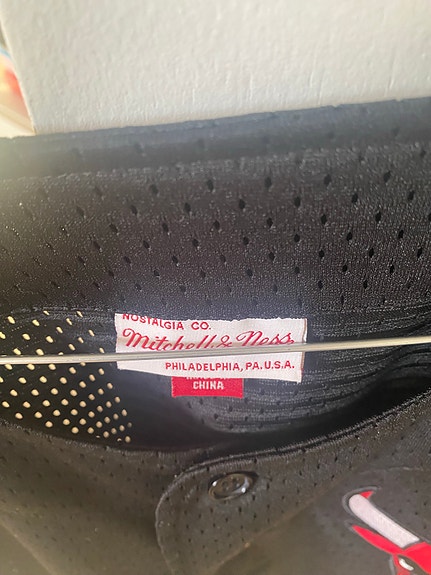 NOSTALGIA CO.
Mitchell & Ness
PHILADELPHIA, PA. U.S.A.
CHINA